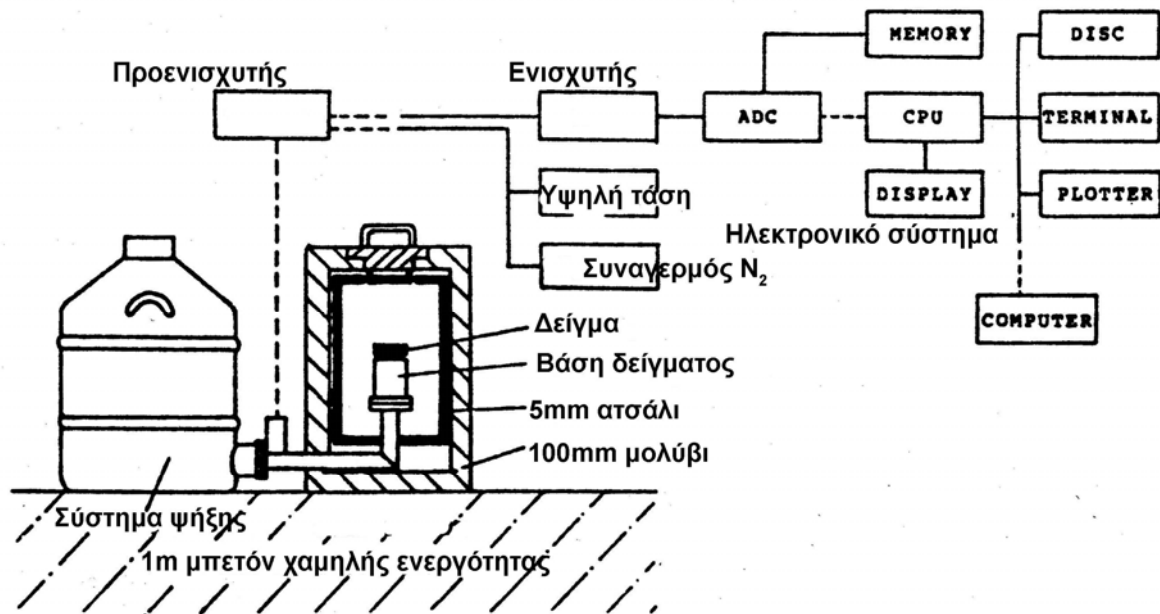 MEMORY
DISC
Προενισχυτής
Ενισχυτής
ADC
CPU
TERMINAL
Υψηλή τάση
DISPLAY
PLOTTER
Ηλεκτρονικό σύστημα
Συναγερμός N₂
COMPUTER
Δείγμα
Βάση δείγματος
5mm ατσάλι
100mm μολύβι
Σύστημα ψήξης
1m μπετόν χαμηλής ενεργότητας